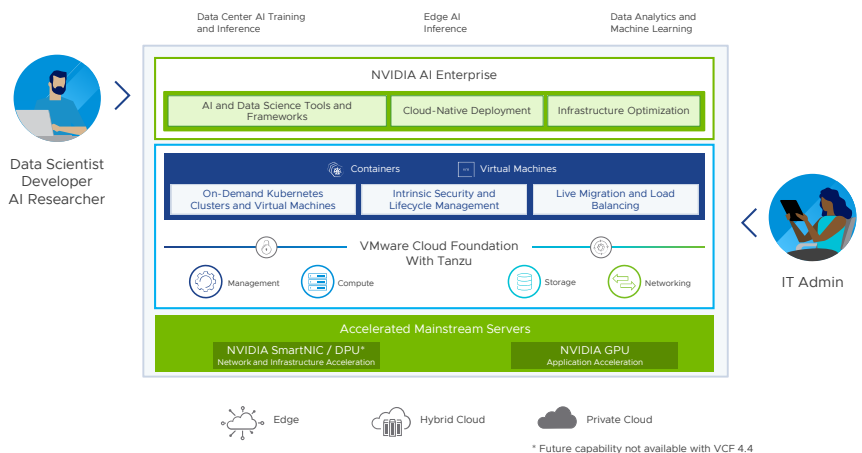 Data Center AI Training
and Inference
Edge AI
Inference
Data Analytics and
Machine Learning
NVIDIA AI Enterprise
AI and Data Science Tools and
Frameworks
Cloud-Native Deployment
Infrastructure Optimization
Data Scientist
Developer
AI Researcher
Containers
Virtual Machines
On-Demand Kubernetes
Clusters and Virtual Machines
Intrinsic Security and
Lifecycle Management
Live Migration and Load
Balancing
VMware Cloud Foundation
With Tanzu
Management
Compute
Storage
Networking
IT Admin
Accelerated Mainstream Servers
NVIDIA SmartNIC / DPU*
Network and Infrastructure Acceleration
NVIDIA GPU
Application Acceleration
Edge
Hybrid Cloud
Private Cloud
* Future capability not available with VCF 4.4